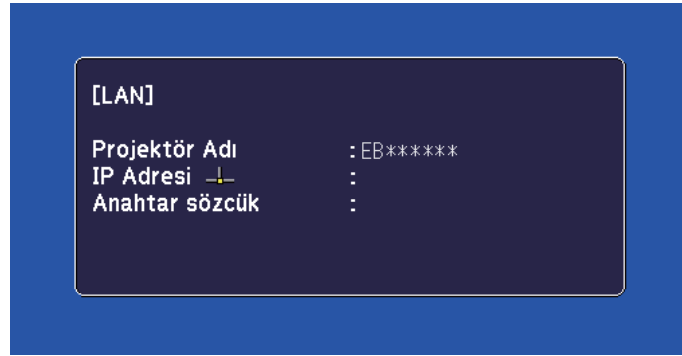 [LAN]
Projektör Adı : EB******
IP Adresi :
Anahtar sözcük :